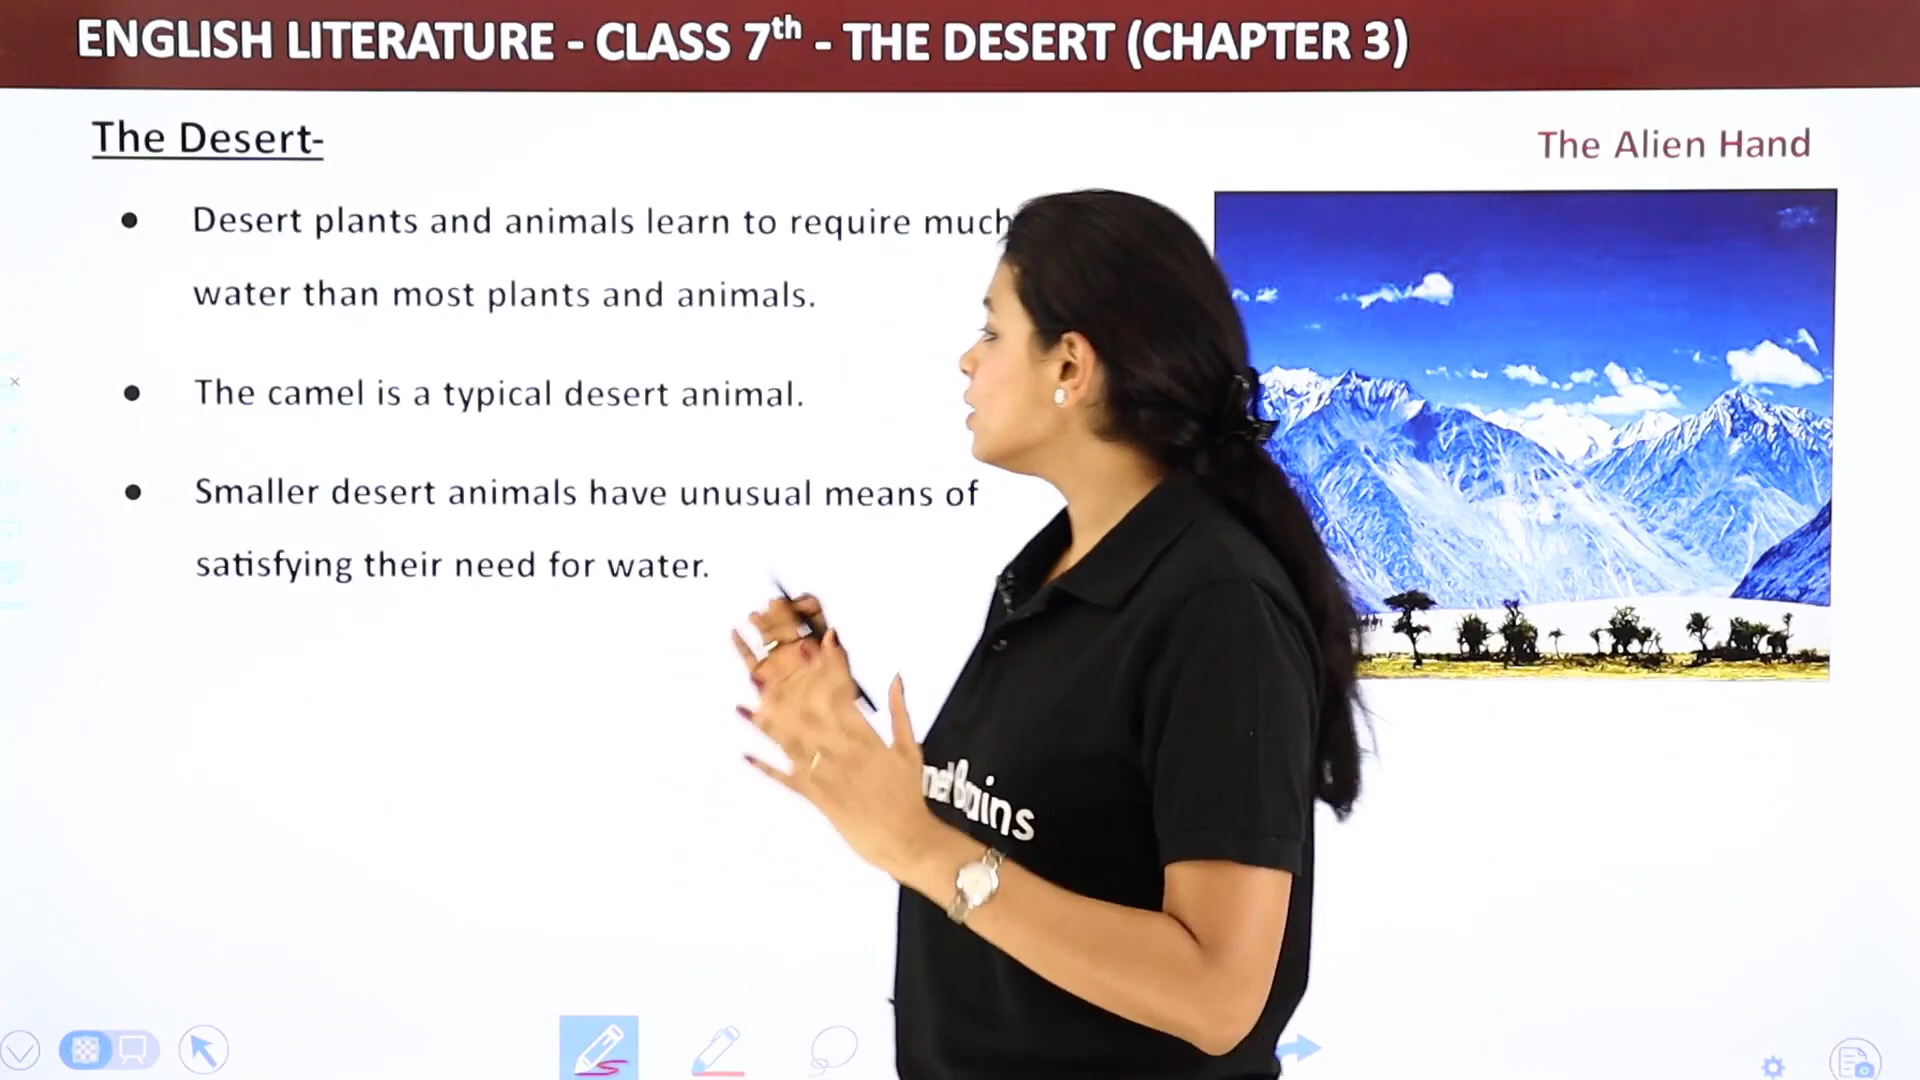 ENGLISH LITERATURE - CLASS 7th - THE DESERT (CHAPTER 3)
The Desert-
The Alien Hand
● Desert plants and animals learn to require much
water than most plants and animals.
● The camel is a typical desert animal.
● Smaller desert animals have unusual means of
satisfying their need for water.
Brains